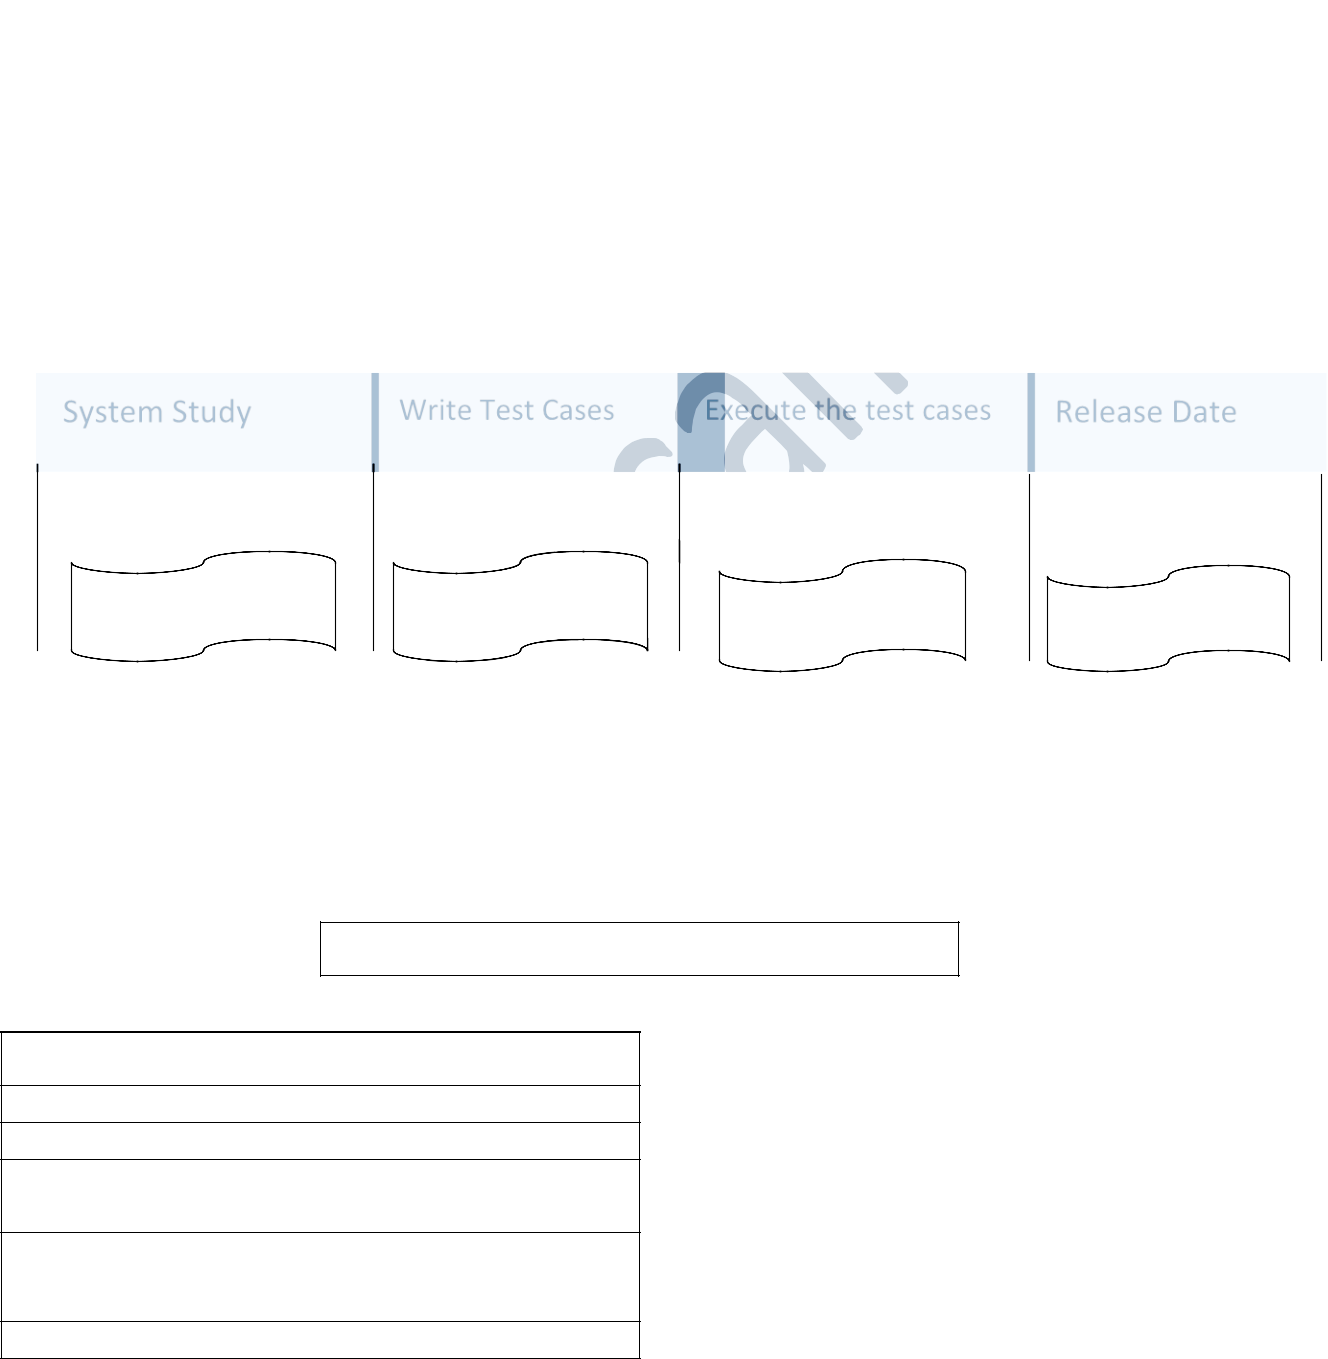 System Study
Write Test Cases
Execute the test cases
Release Date